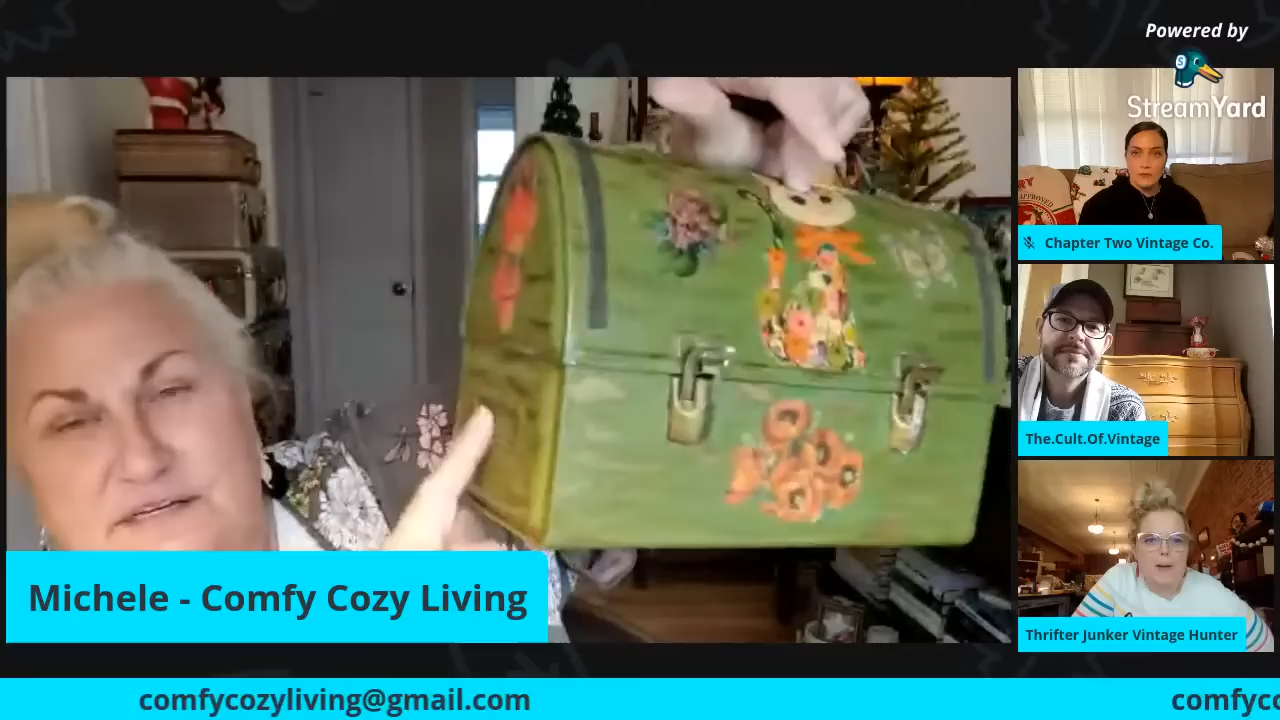 Powered by
StreamYard
Chapter Two Vintage Co.
The.Cult.Of.Vintage
Thrifter Junker Vintage Hunter
Michele - Comfy Cozy Living
comfycozyliving@gmail.com
comfyco